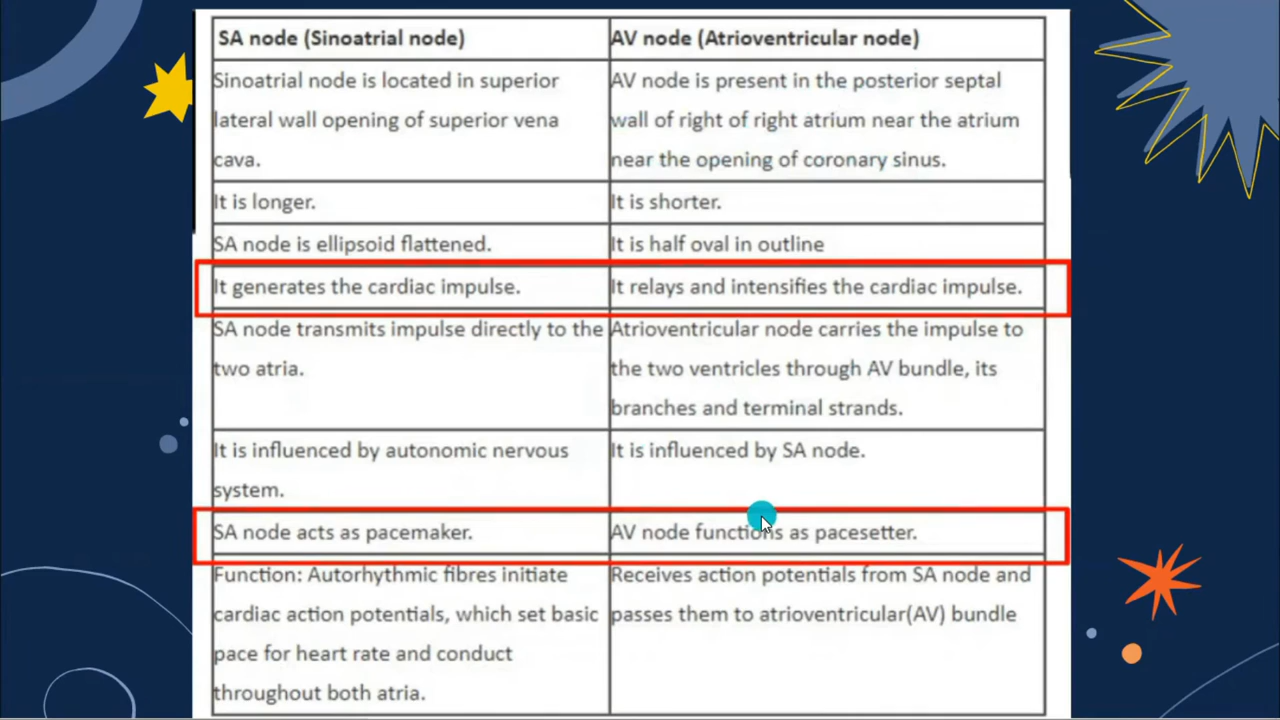 SA node (Sinoatrial node)
AV node (Atrioventricular node)
Sinoatrial node is located in superior
lateral wall opening of superior vena
cava.
AV node is present in the posterior septal
wall of right of right atrium near the atrium
near the opening of coronary sinus.
It is longer.
It is shorter.
SA node is ellipsoid flattened.
It is half oval in outline
It generates the cardiac impulse.
It relays and intensifies the cardiac impulse.
SA node transmits impulse directly to the
two atria.
Atrioventricular node carries the impulse to
the two ventricles through AV bundle, its
branches and terminal strands.
It is influenced by autonomic nervous
system.
It is influenced by SA node.
SA node acts as pacemaker.
AV node functions as pacesetter.
Function: Autorhythmic fibres initiate
cardiac action potentials, which set basic
pace for heart rate and conduct
throughout both atria.
Receives action potentials from SA node and
passes them to atrioventricular(AV) bundle